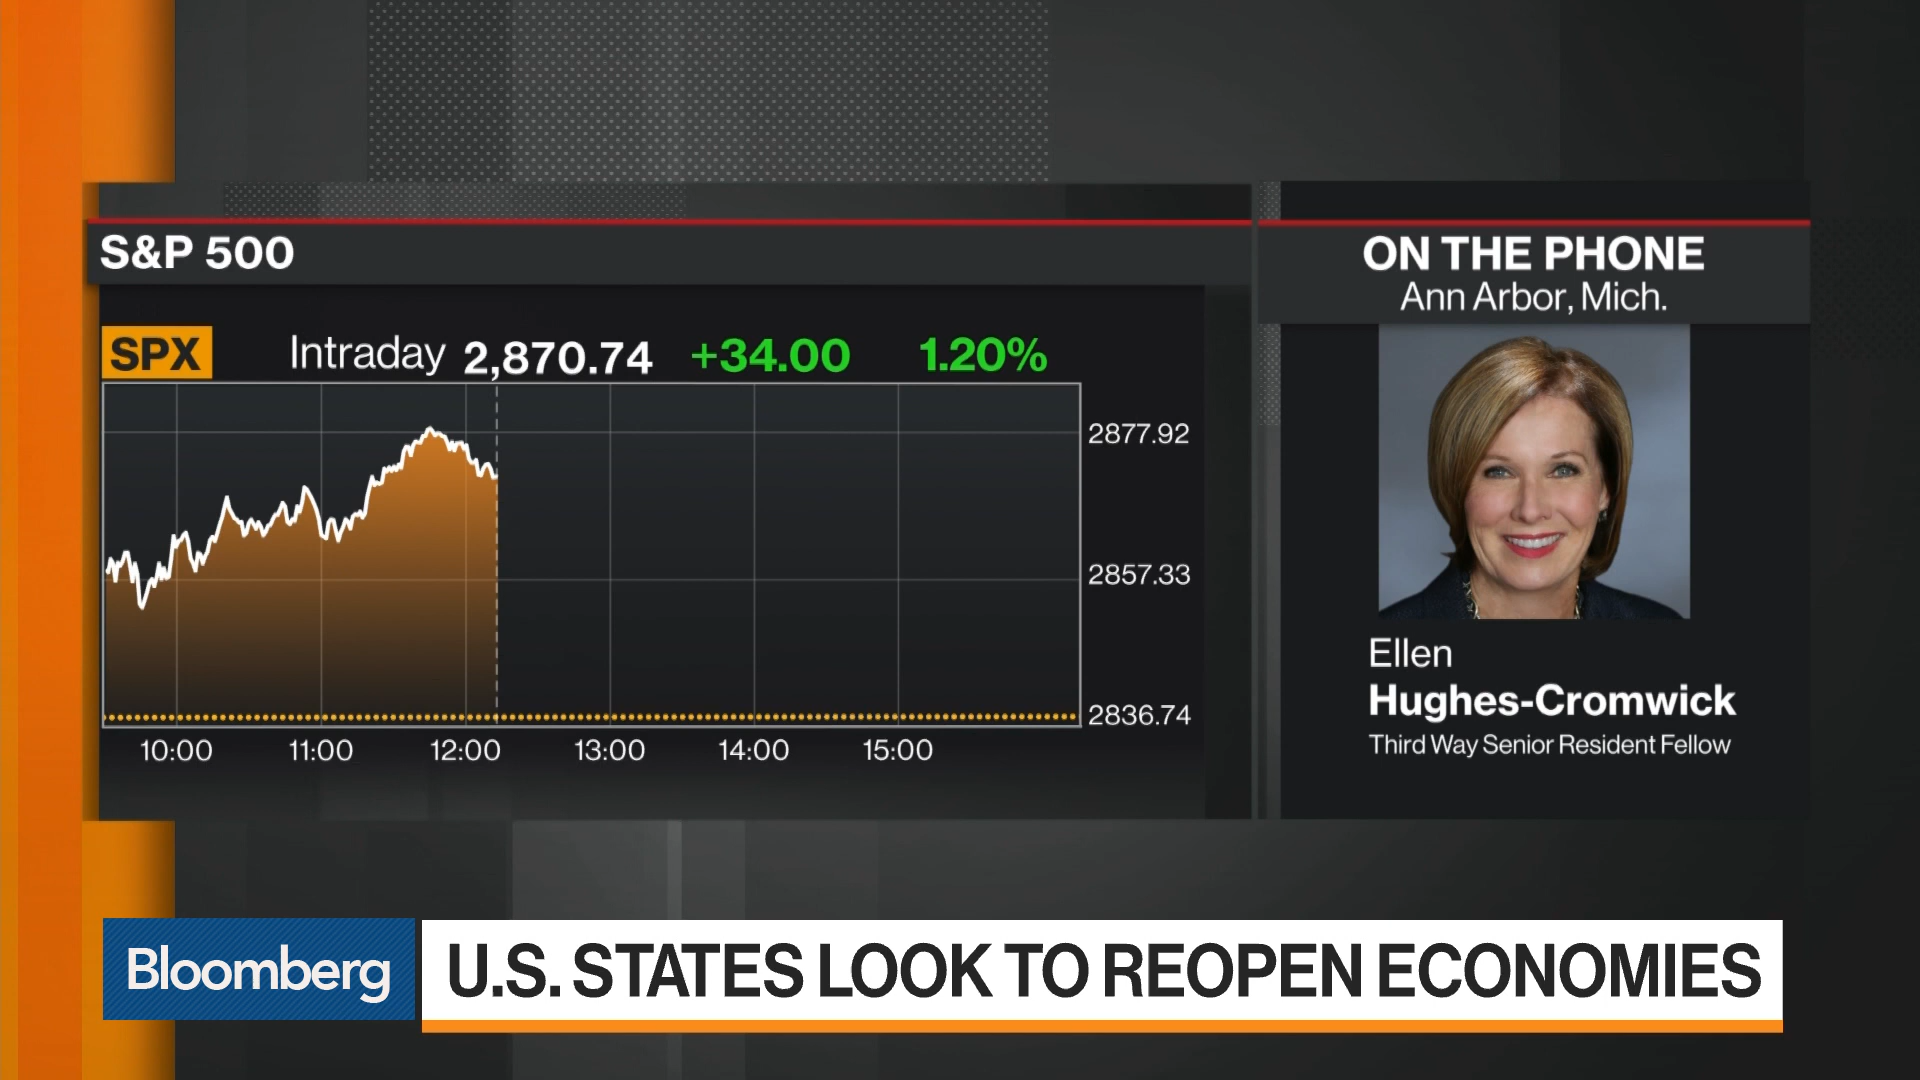 S&P 500
SPX Intraday 2,870.74 +34.00 1.20%
2877.92
2857.33
2836.74
10:00 11:00 12:00 13:00 14:00 15:00
ON THE PHONE
Ann Arbor, Mich.
Ellen
Hughes-Cromwick
Third Way Senior Resident Fellow
Bloomberg
U.S. STATES LOOK TO REOPEN ECONOMIES